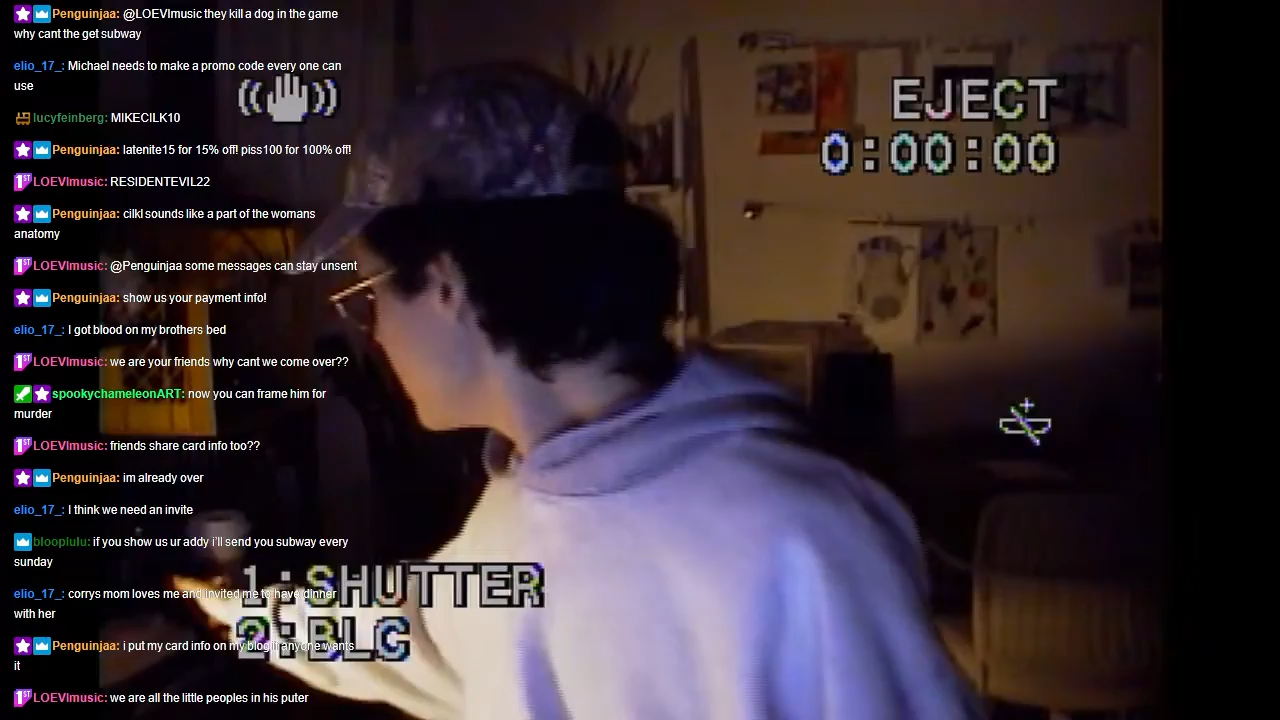 Penguinjaa: @LOEVImusic they kill a dog in the game
why cant the get subway
elio_17_: Michael needs to make a promo code every one can
use
lucyfeinberg: MIKECILK10
Penguinjaa: latenite15 for 15% off! piss100 for 100% off!
LOEVImusic: RESIDENTEVIL22
Penguinjaa: cilkl sounds like a part of the womans
anatomy
LOEVImusic: @Penguinjaa some messages can stay unsent
Penguinjaa: show us your payment info!
elio_17_: I got blood on my brothers bed
LOEVImusic: we are your friends why cant we come over??
spookychameleonART: now you can frame him for
murder
LOEVImusic: friends share card info too??
Penguinjaa: im already over
elio_17_: I think we need an invite
blooplulu: if you show us ur addy i'll send you subway every
sunday
elio_17_: corrys mom loves me and invited me to have dinner
with her
Penguinjaa: i put my card info on my blog if anyone wants
it
LOEVImusic: we are all the little peoples in his puter
EJECT
0:00:00
1:SHUTTER
2:BLC